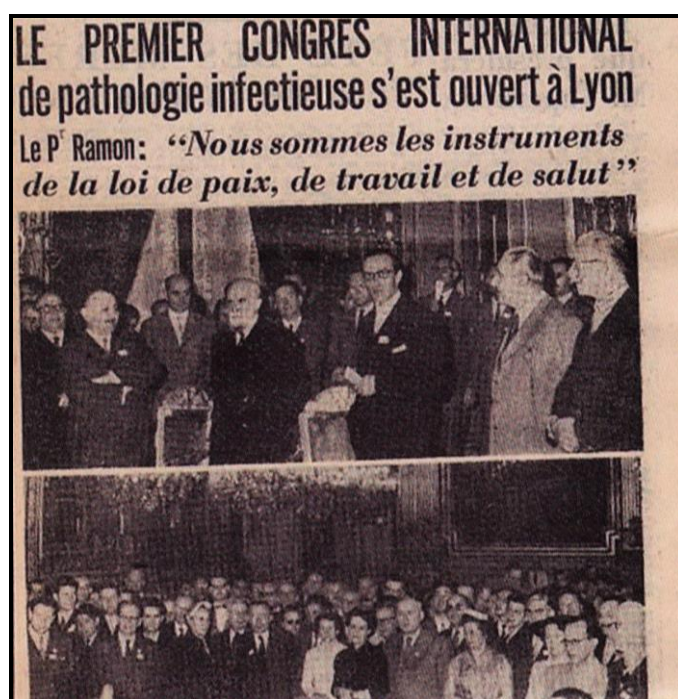 LE PREMIER CONGRES INTERNATIONAL
de pathologie infectieuse s'est ouvert à Lyon
Le Pr Ramon: “Nous sommes les instruments
de la loi de paix, de travail et de salut”